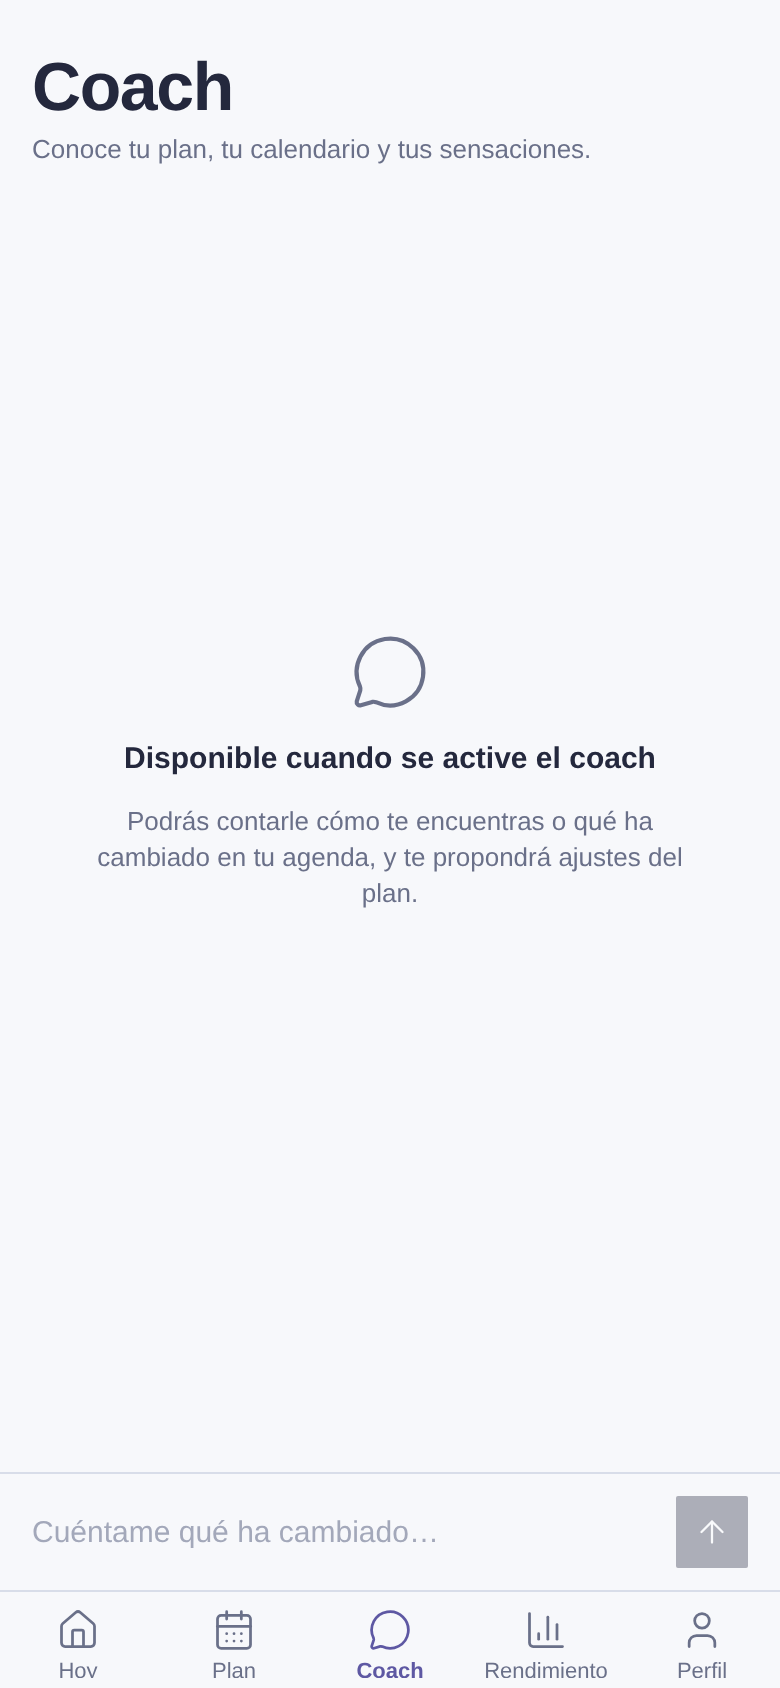 Coach
Conoce tu plan, tu calendario y tus sensaciones.
Disponible cuando se active el coach
Podrás contarle cómo te encuentras o qué ha
cambiado en tu agenda, y te propondrá ajustes del
plan.
Cuéntame qué ha cambiado…
Hoy
Plan
Coach
Rendimiento
Perfil